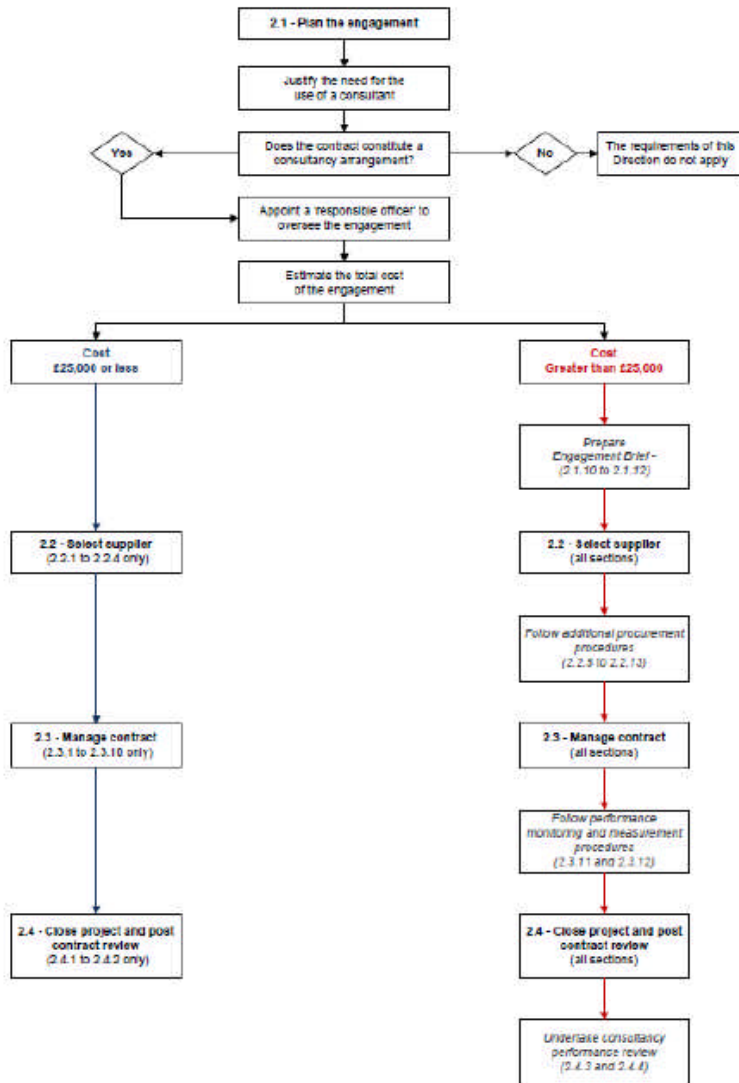 2.1 - Plan the engagement
Justify the need for the
use of a consultant
Yes
Does the contract constitute a
consultancy arrangement?
No
The requirements of this
Direction do not apply
Appoint a 'responsible officer' to
oversee the engagement
Estimate the total cost
of the engagement
Cost
£25,000 or less
Cost
Greater than £25,000
Prepare
Engagement Brief –
(2.1.10 to 2.1.12)
2.2 - Select supplier
(2.2.1 to 2.2.4 only)
2.2 - Select supplier
(all sections)
Follow additional procurement
procedures
(2.2.5 to 2.2.13)
2.3 - Manage contract
(2.3.1 to 2.3.10 only)
2.3 - Manage contract
(all sections)
Follow performance
monitoring and measurement
procedures
(2.3.11 and 2.3.12)
2.4 - Close project and post
contract review
(2.4.1 to 2.4.2 only)
2.4 - Close project and post
contract review
(all sections)
Undertake consultancy
performance review
(2.4.3 and 2.4.4)